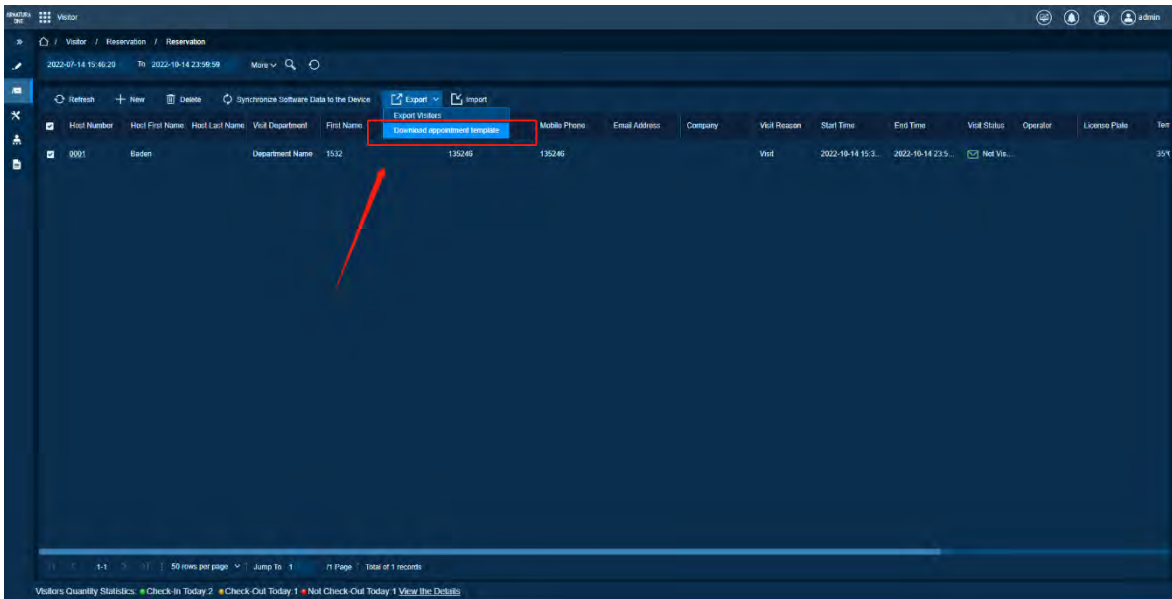 ARMATURA ONE Visitor admin
/ Visitor / Reservation / Reservation
2022-07-14 15:46:20 To 2022-10-14 23:59:59 More
Refresh New Delete Synchronize Software Data to the Device Export Import
Export Visitors
Download appointment template
Host Number Host First Name Host Last Name Visit Department First Name Mobile Phone Email Address Company Visit Reason Start Time End Time Visit Status Operator License Plate
0001 Baden Department Name 1532 135246 135246 Visit 2022-10-14 15:3... 2022-10-14 23:5... Not Vis...
1-1 50 rows per page Jump To 1 /1 Page Total of 1 records
Visitors Quantity Statistics: Check-In Today:2 Check-Out Today:1 Not Check-Out Today:1 View the Details